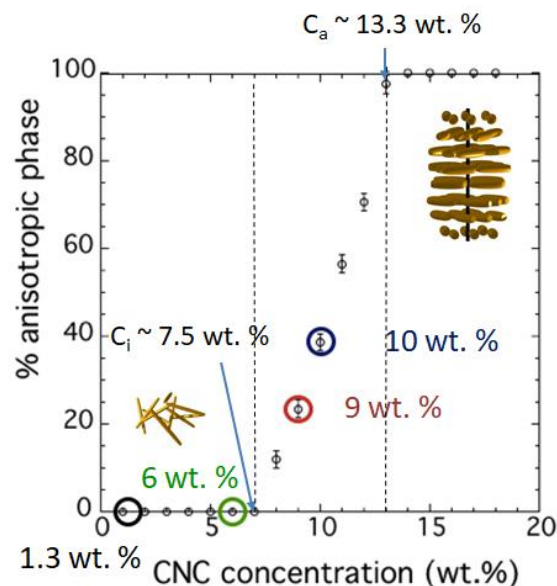 Cₐ ~ 13.3 wt. %
100
80
60
40
20
0
% anisotropic phase
Cᵢ ~ 7.5 wt. %
10 wt. %
9 wt. %
6 wt. %
0 5 10 15 20
1.3 wt. %
CNC concentration (wt.%)